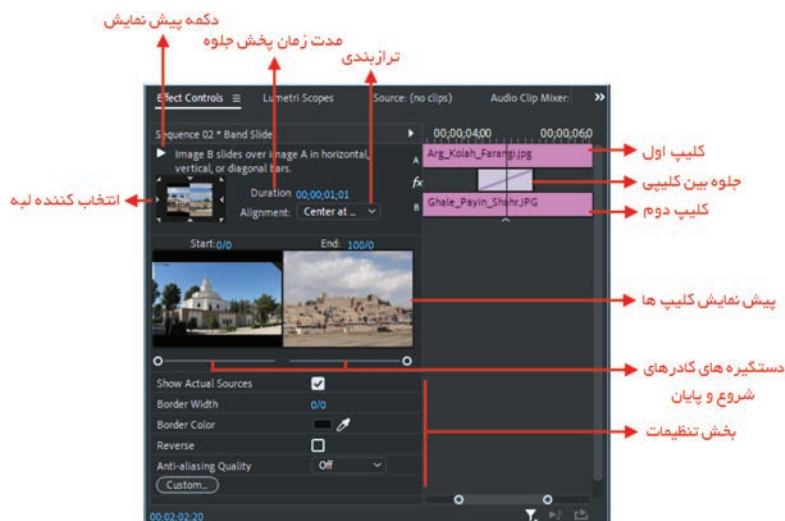 دکمه پیش نمایش
مدت زمان پخش جلوه
ترازبندی
Effect Controls
Lumetri Scopes
Source: (no clips)
Audio Clip Mixer:
Sequence 02 * Band Slide
00;00;04;00
00;00;06;0
Image B slides over image A in horizontal,
vertical, or diagonal bars.
A
Arg_Kolah_Farangi.jpg
کلیپ اول
fx
جلوه بین کلیپی
انتخاب کننده لبه
Duration 00;00;01;01
Alignment: Center at ...
B
Ghale_Payin_Shahr.JPG
کلیپ دوم
Start: 0/0
End: 100/0
پیش نمایش کلیپ ها
دستگیره های کادرهای
شروع و پایان
Show Actual Sources
Border Width 0/0
Border Color
بخش تنظیمات
Reverse
Anti-aliasing Quality Off
Custom...
00;02;02;20